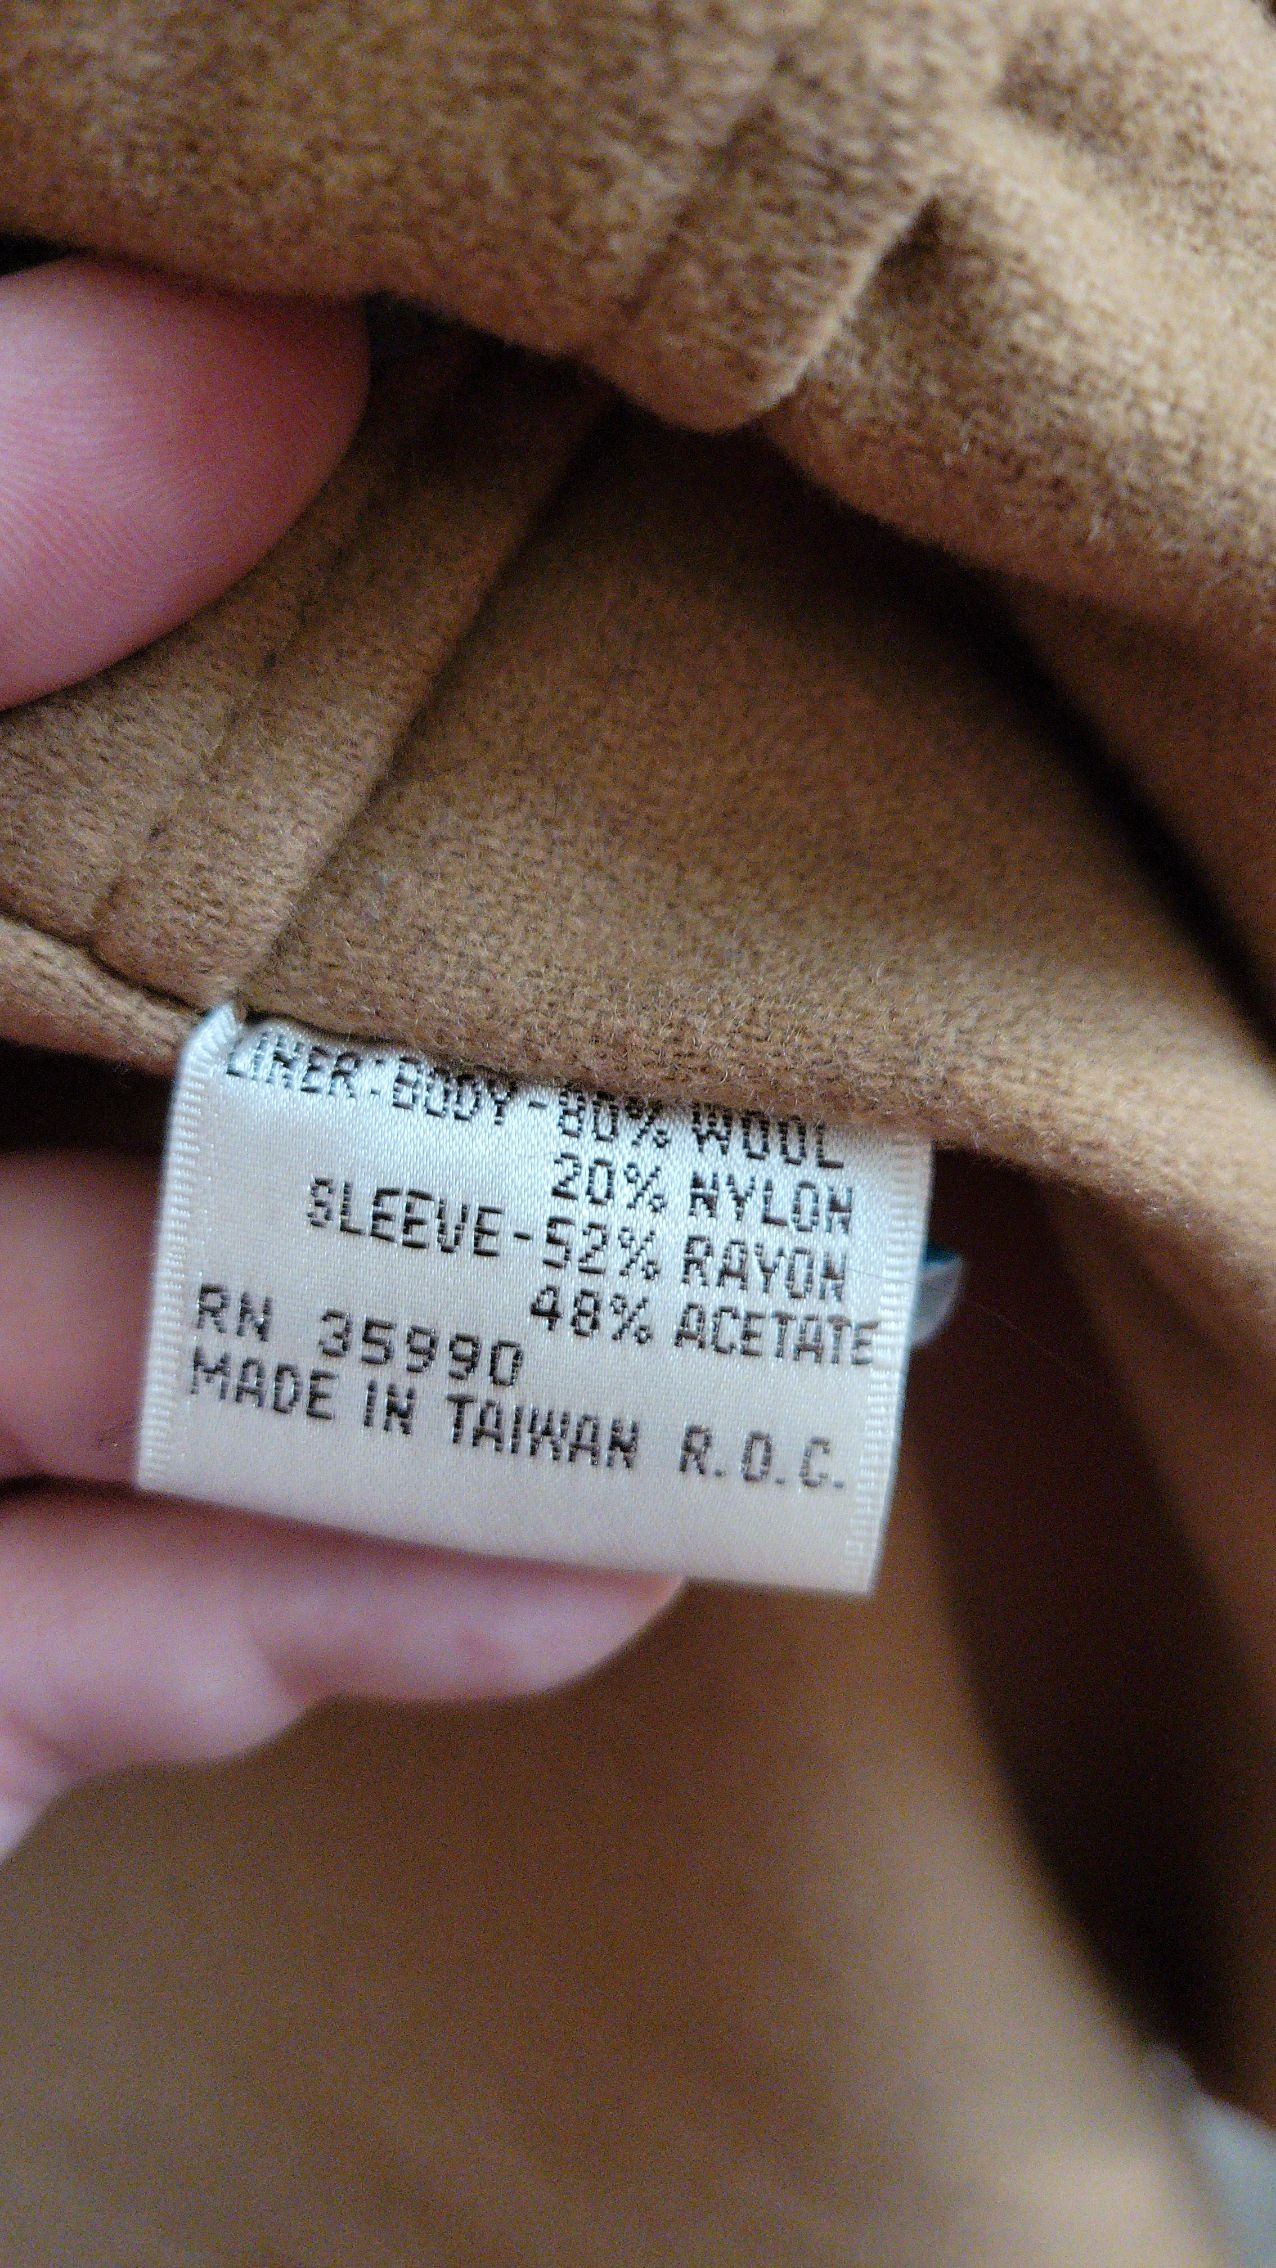 LINER:BODY-80% WOOL
20% NYLON
SLEEVE-52% RAYON
48% ACETATE
RN 35990
MADE IN TAIWAN R.O.C.